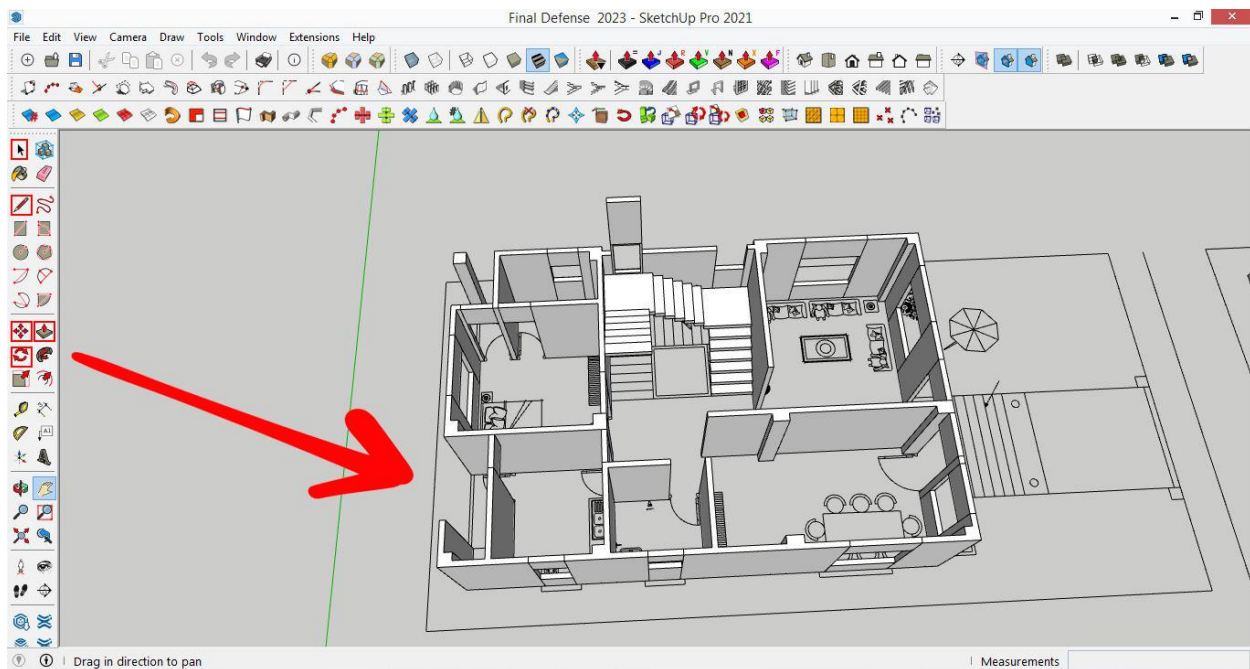 Final Defense 2023 - SketchUp Pro 2021
File Edit View Camera Draw Tools Window Extensions Help
Drag in direction to pan
Measurements